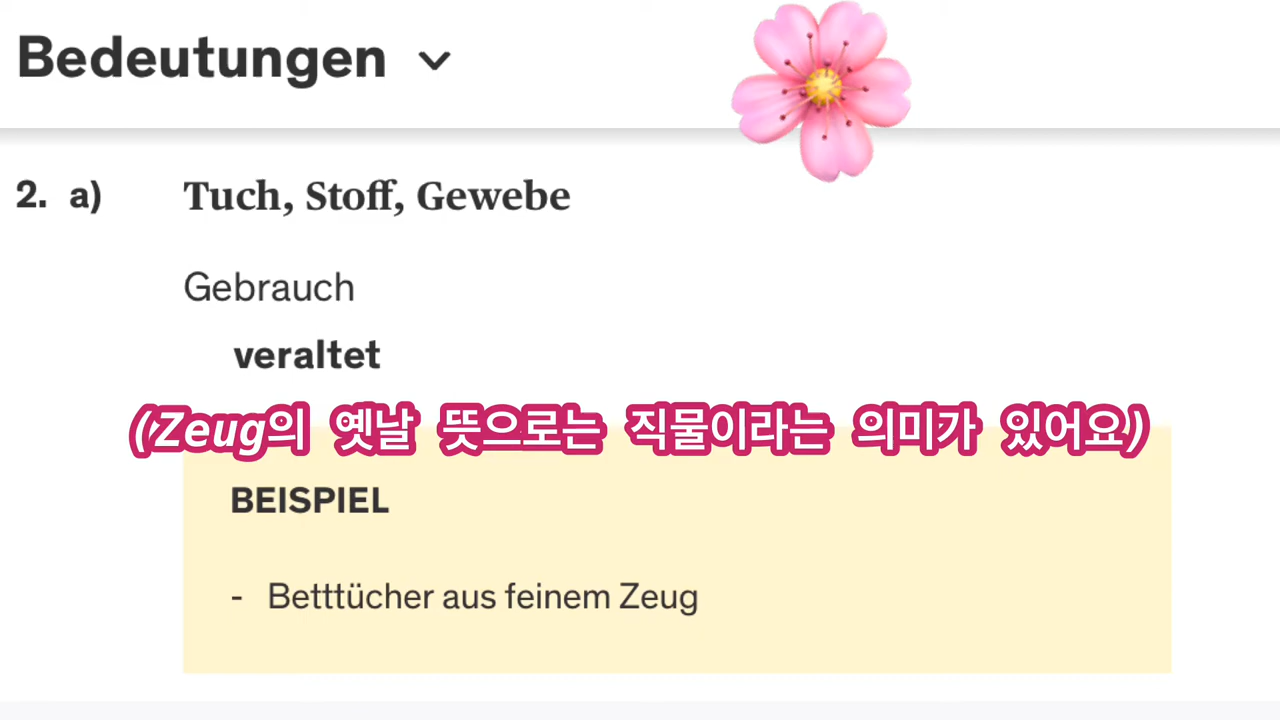 Bedeutungen
2. a) Tuch, Stoff, Gewebe
Gebrauch
veraltet
(Zeug의 옛날 뜻으로는 직물이라는 의미가 있어요)
BEISPIEL
- Betttücher aus feinem Zeug